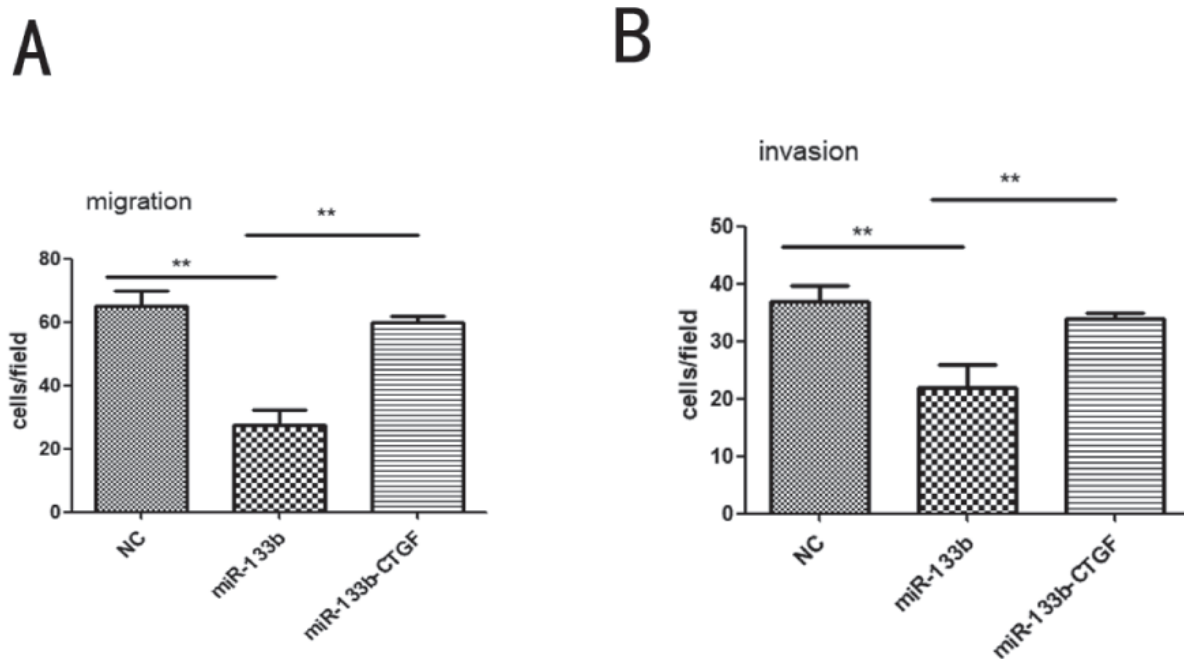 A
migration
**
**
80
60
40
20
0
cells/field
NC
miR-133b
miR-133b-CTGF
B
invasion
**
**
50
40
30
20
10
0
cells/field
NC
miR-133b
miR-133b-CTGF